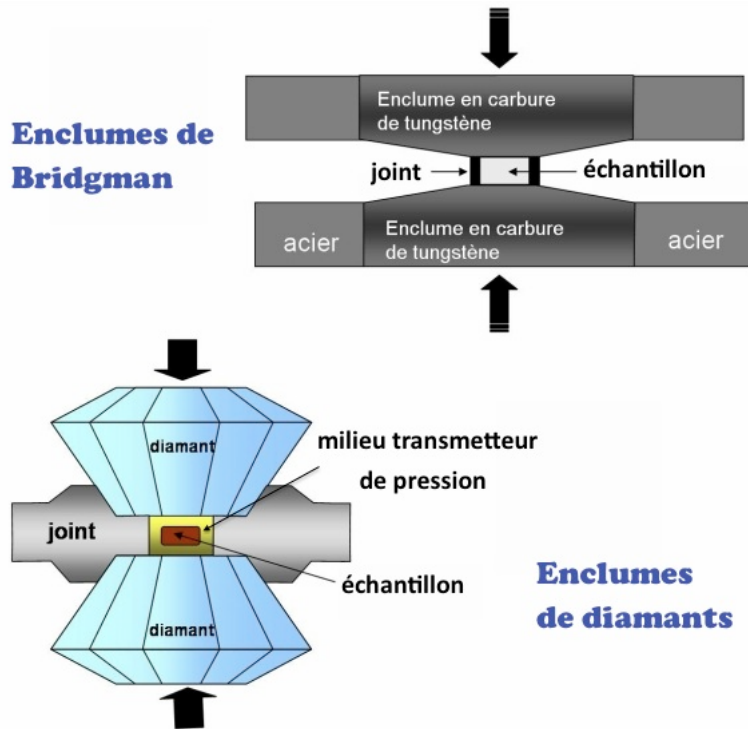 Enclume en carbure
de tungstène
Enclumes de
Bridgman
joint
échantillon
acier
Enclume en carbure
de tungstène
acier
diamant
milieu transmetteur
de pression
joint
échantillon
diamant
Enclumes
de diamants